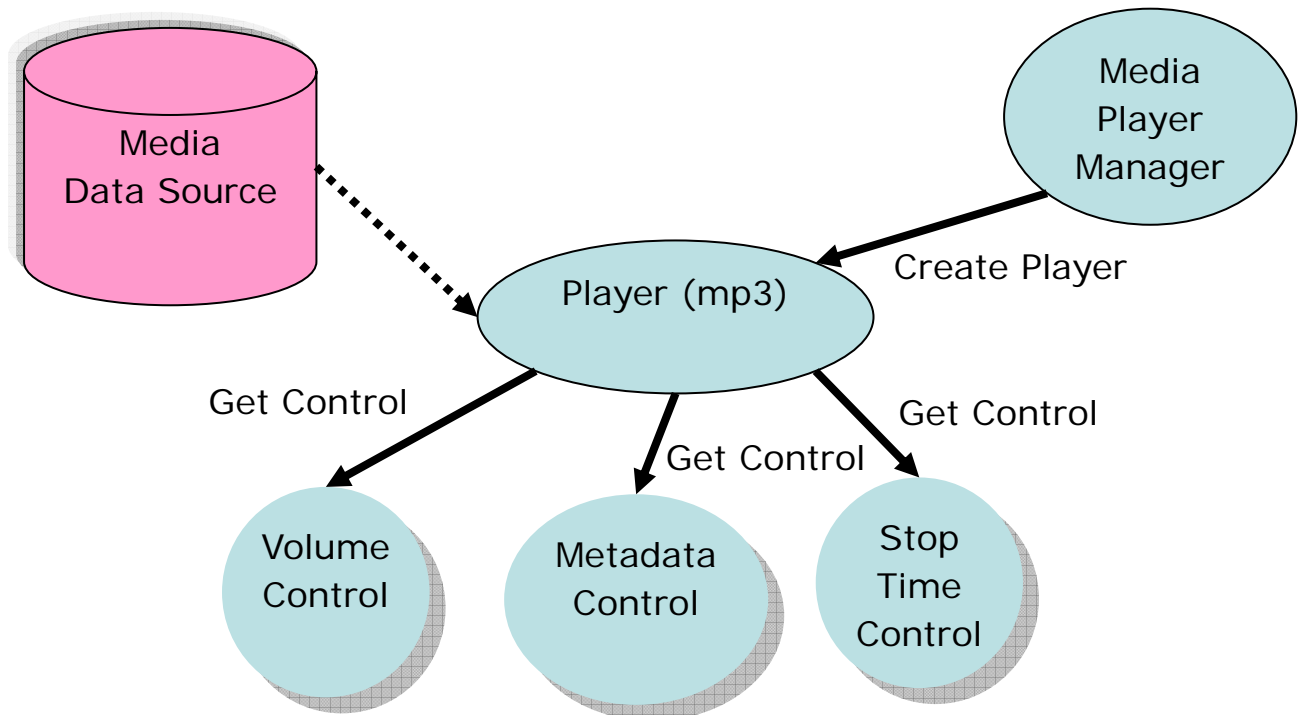 Media
Data Source
Media
Player
Manager
Create Player
Player (mp3)
Get Control
Get Control
Get Control
Volume
Control
Metadata
Control
Stop
Time
Control